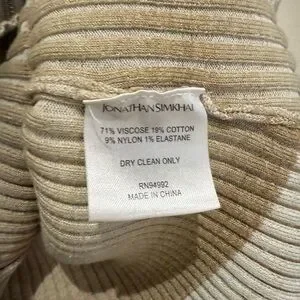 JONATHAN SIMKHAI
71% VISCOSE 19% COTTON
9% NYLON 1% ELASTANE
DRY CLEAN ONLY
RN94992
MADE IN CHINA